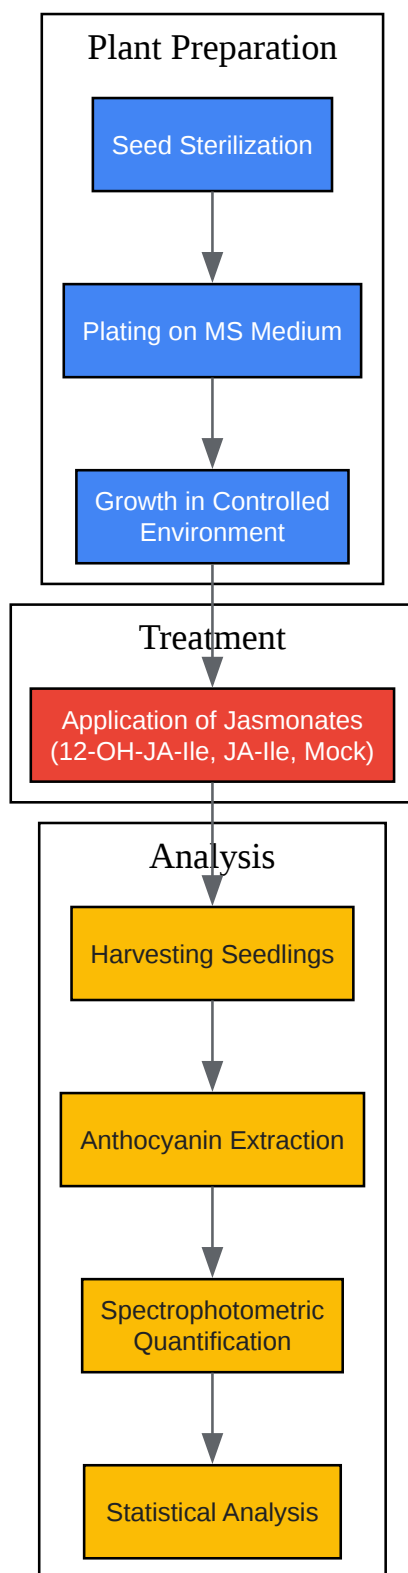 Plant Preparation
Seed Sterilization
Plating on MS Medium
Growth in Controlled
Environment
Treatment
Application of Jasmonates
(12-OH-JA-Ile, JA-Ile, Mock)
Analysis
Harvesting Seedlings
Anthocyanin Extraction
Spectrophotometric
Quantification
Statistical Analysis